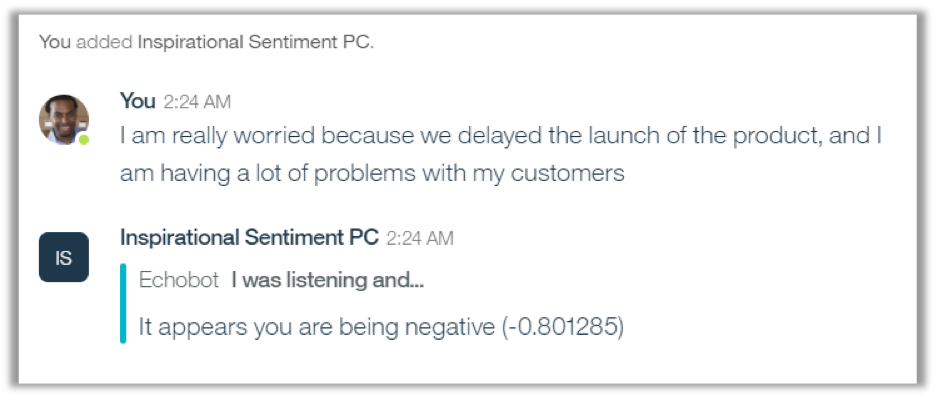 You added Inspirational Sentiment PC.
You 2:24 AM
I am really worried because we delayed the launch of the product, and I
am having a lot of problems with my customers
Inspirational Sentiment PC 2:24 AM
IS
Echobot I was listening and...
It appears you are being negative (-0.801285)